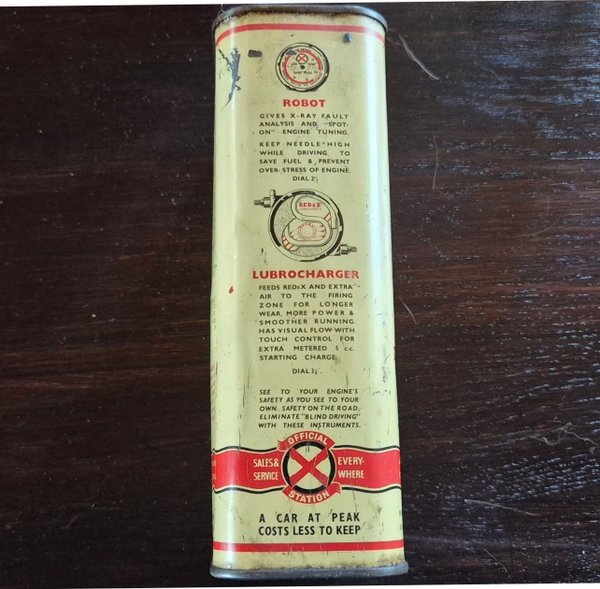 ROBOT
GIVES X-RAY FAULT
ANALYSIS AND "SPOT-
ON" ENGINE TUNING.
KEEP NEEDLE "HIGH"
WHILE DRIVING TO
SAVE FUEL & PREVENT
OVER-STRESS OF ENGINE.
DIAL 2"
REDEX
LUBROCHARGER
FEEDS REDEX AND EXTRA
AIR TO THE FIRING
ZONE FOR LONGER
WEAR, MORE POWER &
SMOOTHER RUNNING.
HAS VISUAL FLOW WITH
TOUCH CONTROL FOR
EXTRA METERED 5 c.c.
STARTING CHARGE.
SEE TO YOUR ENGINE'S
SAFETY AS YOU SEE TO YOUR
OWN SAFETY ON THE ROAD.
ELIMINATE "BLIND DRIVING"
WITH THESE INSTRUMENTS.
OFFICIAL
SALES & EVERY-
SERVICE WHERE
STATION
A CAR AT PEAK
COSTS LESS TO KEEP